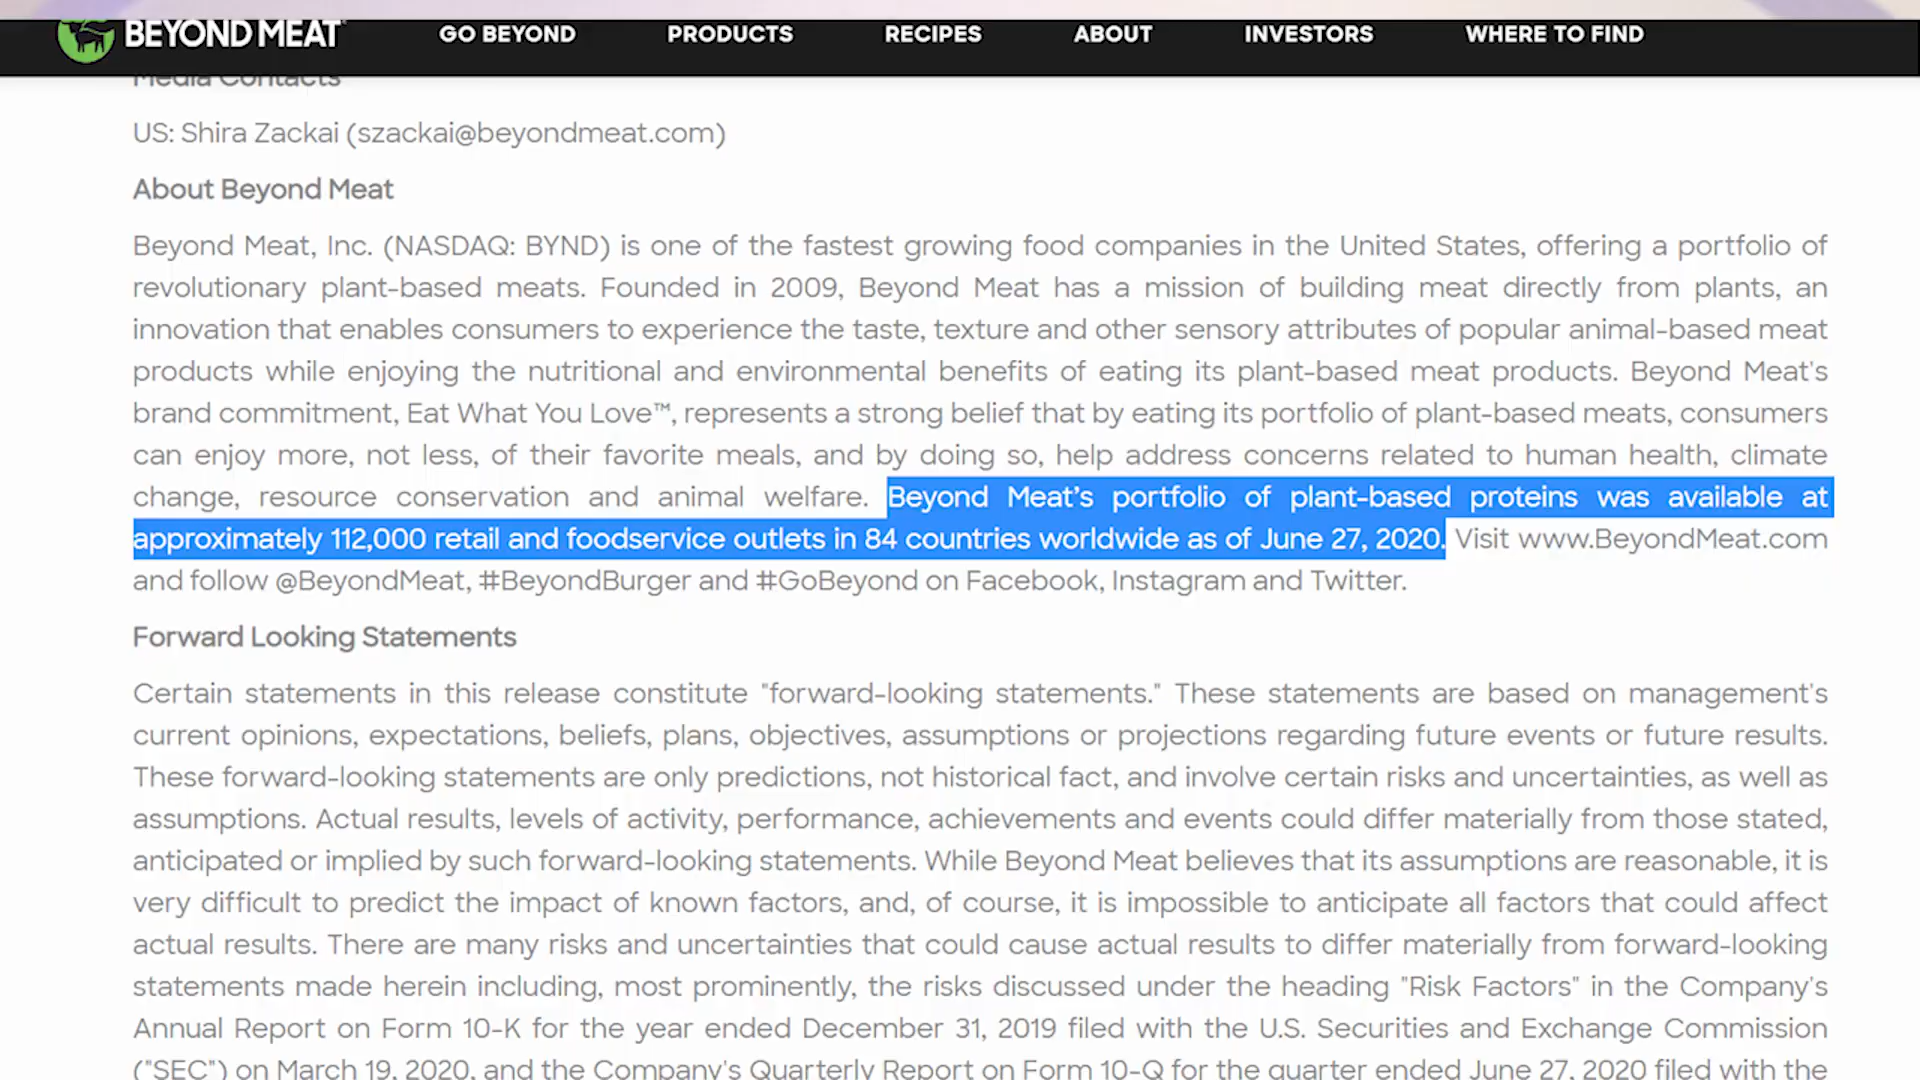 BEYOND MEAT
GO BEYOND
PRODUCTS
RECIPES
ABOUT
INVESTORS
WHERE TO FIND
Media Contacts
US: Shira Zackai (szackai@beyondmeat.com)
About Beyond Meat
Beyond Meat, Inc. (NASDAQ: BYND) is one of the fastest growing food companies in the United States, offering a portfolio of
revolutionary plant-based meats. Founded in 2009, Beyond Meat has a mission of building meat directly from plants, an
innovation that enables consumers to experience the taste, texture and other sensory attributes of popular animal-based meat
products while enjoying the nutritional and environmental benefits of eating its plant-based meat products. Beyond Meat's
brand commitment, Eat What You Love™, represents a strong belief that by eating its portfolio of plant-based meats, consumers
can enjoy more, not less, of their favorite meals, and by doing so, help address concerns related to human health, climate
change, resource conservation and animal welfare. Beyond Meat’s portfolio of plant-based proteins was available at
approximately 112,000 retail and foodservice outlets in 84 countries worldwide as of June 27, 2020. Visit www.BeyondMeat.com
and follow @BeyondMeat, #BeyondBurger and #GoBeyond on Facebook, Instagram and Twitter.
Forward Looking Statements
Certain statements in this release constitute "forward-looking statements." These statements are based on management's
current opinions, expectations, beliefs, plans, objectives, assumptions or projections regarding future events or future results.
These forward-looking statements are only predictions, not historical fact, and involve certain risks and uncertainties, as well as
assumptions. Actual results, levels of activity, performance, achievements and events could differ materially from those stated,
anticipated or implied by such forward-looking statements. While Beyond Meat believes that its assumptions are reasonable, it is
very difficult to predict the impact of known factors, and, of course, it is impossible to anticipate all factors that could affect
actual results. There are many risks and uncertainties that could cause actual results to differ materially from forward-looking
statements made herein including, most prominently, the risks discussed under the heading "Risk Factors" in the Company's
Annual Report on Form 10-K for the year ended December 31, 2019 filed with the U.S. Securities and Exchange Commission
("SEC") on March 19, 2020, and the Company's Quarterly Report on Form 10-Q for the quarter ended June 27, 2020 filed with the